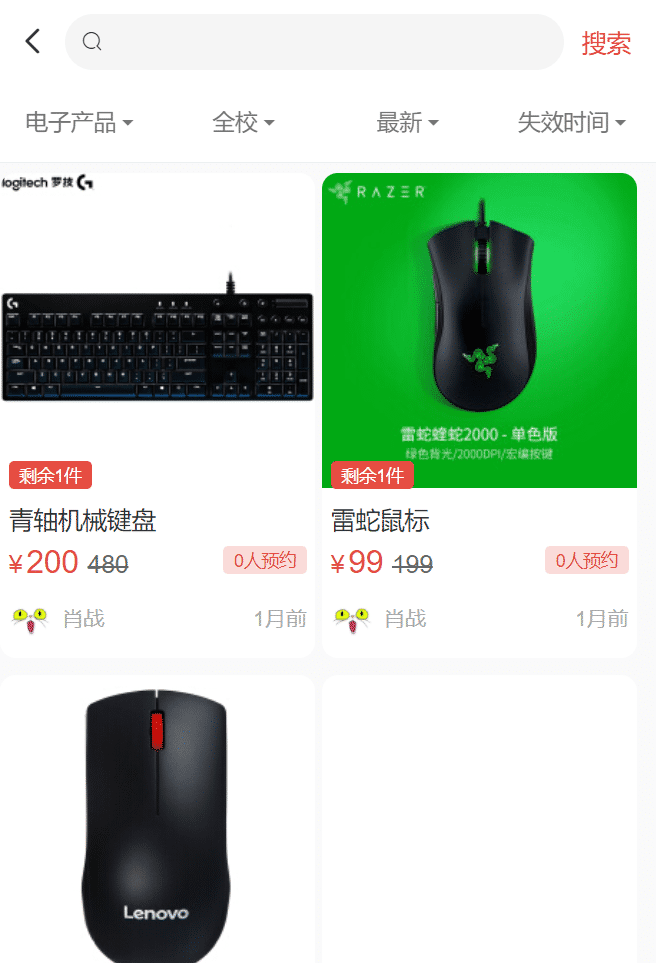 搜索
电子产品
全校
最新
失效时间
logitech 罗技
剩余1件
青轴机械键盘
¥200 480
0人预约
肖战
1月前
RAZER
雷蛇蝰蛇2000 - 单色版
绿色背光/2000DPI/宏编按键
剩余1件
雷蛇鼠标
¥99 199
0人预约
肖战
1月前
Lenovo